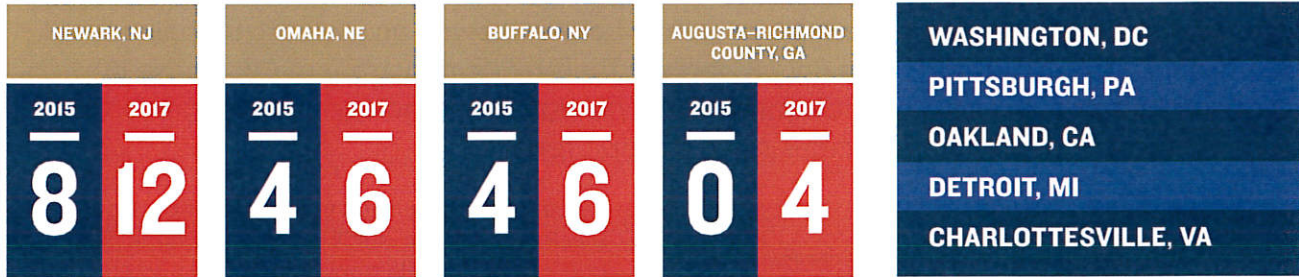 NEWARK, NJ
2015 2017
8 12
OMAHA, NE
2015 2017
4 6
BUFFALO, NY
2015 2017
4 6
AUGUSTA–RICHMOND
COUNTY, GA
2015 2017
0 4
WASHINGTON, DC
PITTSBURGH, PA
OAKLAND, CA
DETROIT, MI
CHARLOTTESVILLE, VA